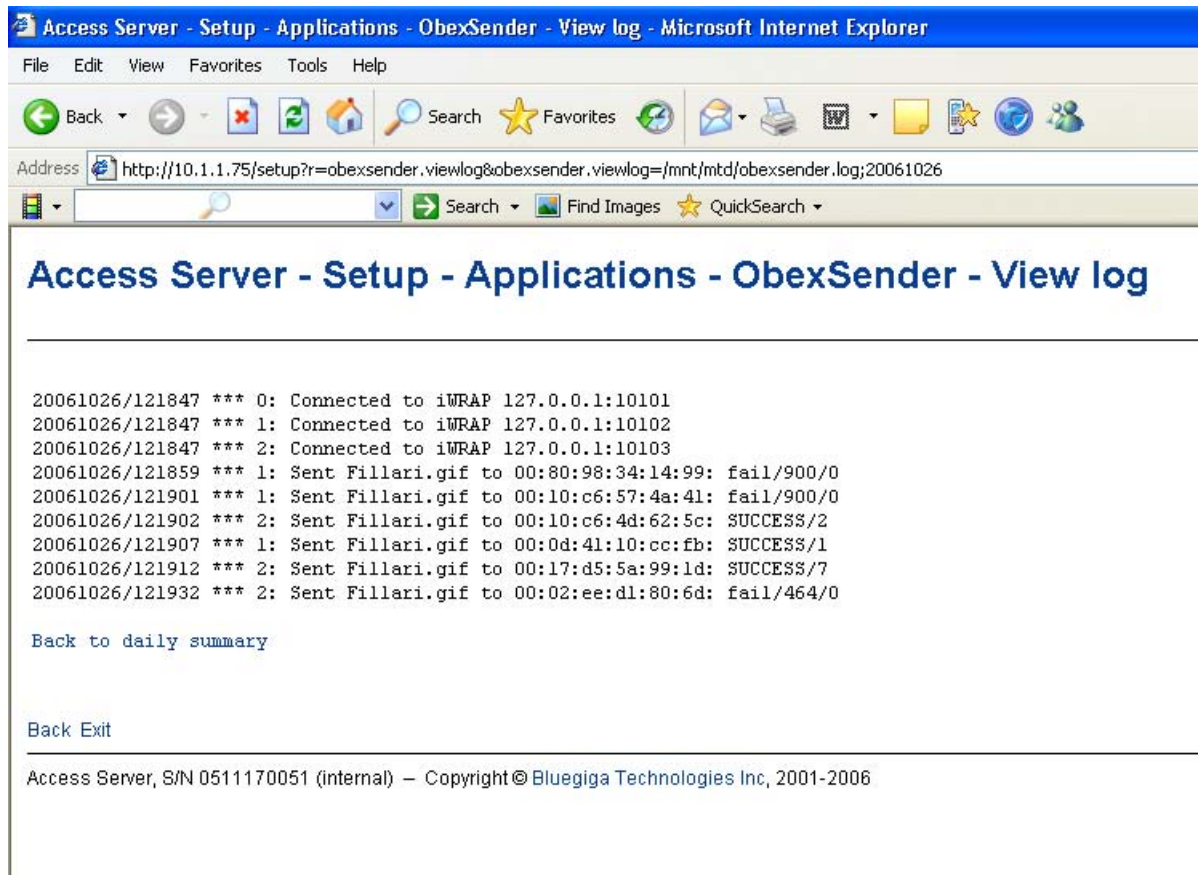 Access Server - Setup - Applications - ObexSender - View log - Microsoft Internet Explorer
File Edit View Favorites Tools Help
Back Search Favorites
Address http://10.1.1.75/setup?r=obexsender.viewlog&obexsender.viewlog=/mnt/mtd/obexsender.log;20061026
Search Find Images QuickSearch
Access Server - Setup - Applications - ObexSender - View log
20061026/121847 *** 0: Connected to iWRAP 127.0.0.1:10101
20061026/121847 *** 1: Connected to iWRAP 127.0.0.1:10102
20061026/121847 *** 2: Connected to iWRAP 127.0.0.1:10103
20061026/121859 *** 1: Sent Fillari.gif to 00:80:98:34:14:99: fail/900/0
20061026/121901 *** 1: Sent Fillari.gif to 00:10:c6:57:4a:41: fail/900/0
20061026/121902 *** 2: Sent Fillari.gif to 00:10:c6:4d:62:5c: SUCCESS/2
20061026/121907 *** 1: Sent Fillari.gif to 00:0d:41:10:cc:fb: SUCCESS/1
20061026/121912 *** 2: Sent Fillari.gif to 00:17:d5:5a:99:1d: SUCCESS/7
20061026/121932 *** 2: Sent Fillari.gif to 00:02:ee:d1:80:6d: fail/464/0
Back to daily summary
Back Exit
Access Server, S/N 0511170051 (internal) – Copyright © Bluegiga Technologies Inc, 2001-2006